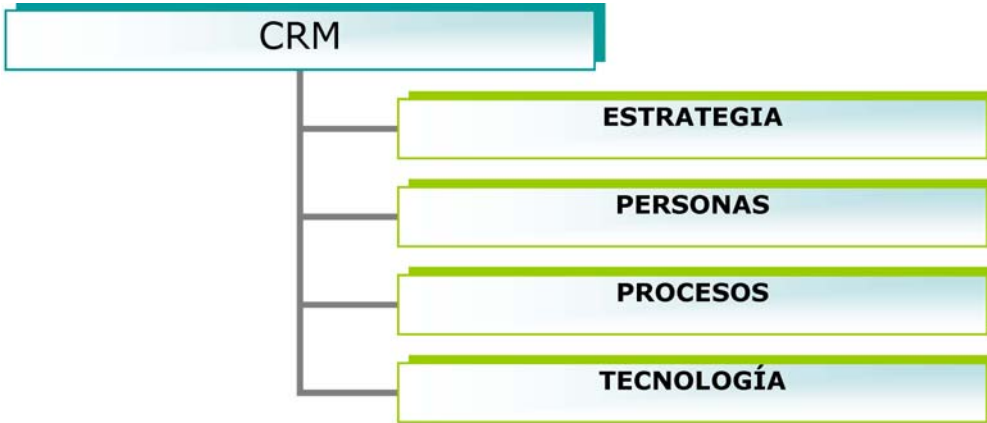 CRM
ESTRATEGIA
PERSONAS
PROCESOS
TECNOLOGÍA